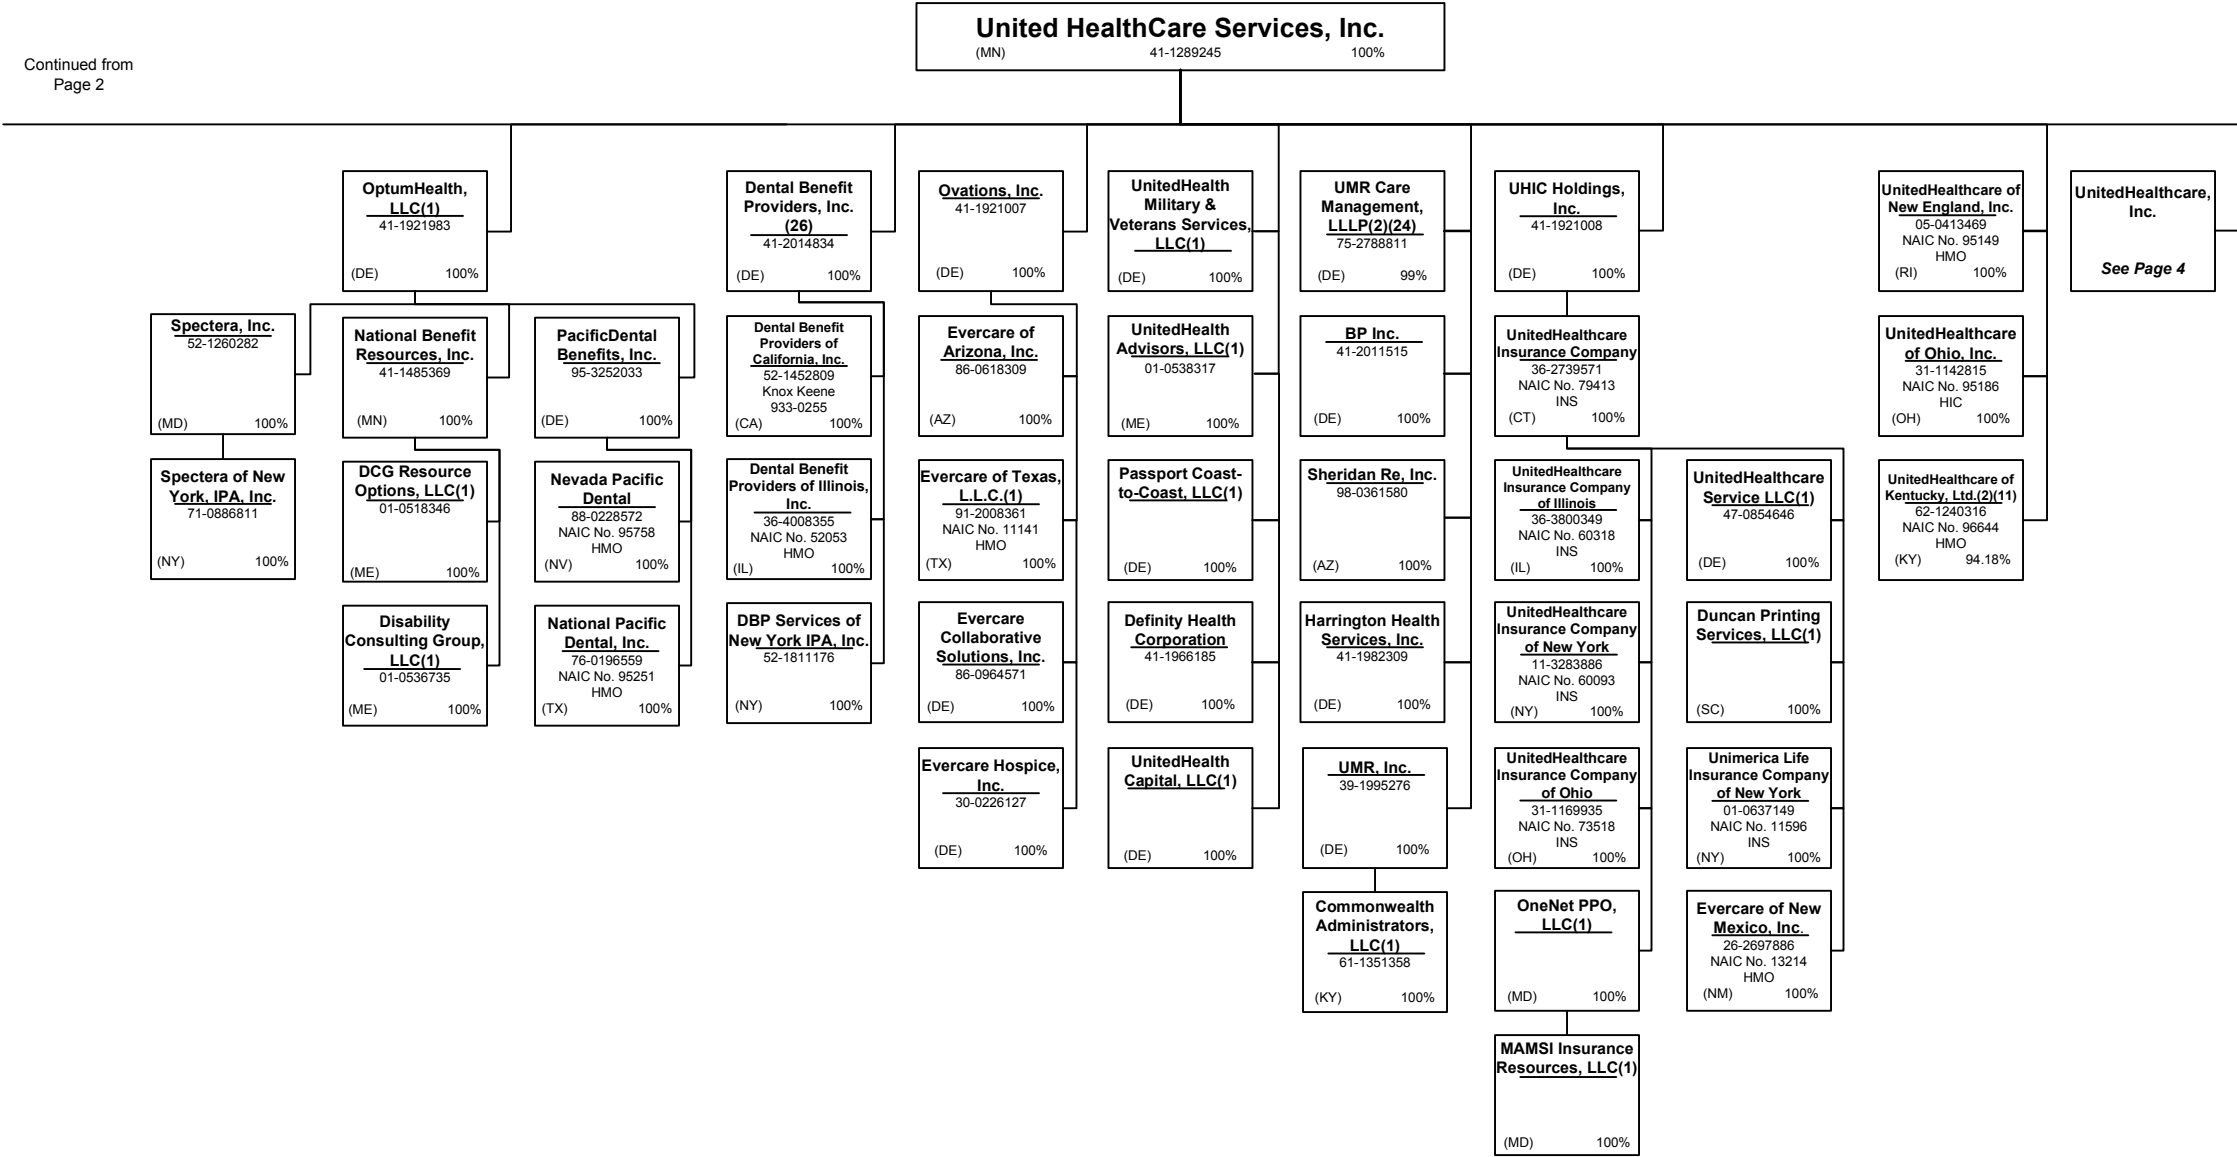 United HealthCare Services, Inc.
(MN) 41-1289245 100%
Continued from
Page 2
OptumHealth,
LLC(1)
41-1921983
(DE) 100%
Dental Benefit
Providers, Inc.
(26)
41-2014834
(DE) 100%
Ovations, Inc.
41-1921007
(DE) 100%
UnitedHealth
Military &
Veterans Services,
LLC(1)
(DE) 100%
UMR Care
Management,
LLLP(2)(24)
75-2788811
(DE) 99%
UHIC Holdings,
Inc.
41-1921008
(DE) 100%
UnitedHealthcare of
New England, Inc.
05-0413469
NAIC No. 95149
HMO
(RI) 100%
UnitedHealthcare,
Inc.
See Page 4
Spectera, Inc.
52-1260282
(MD) 100%
National Benefit
Resources, Inc.
41-1485369
(MN) 100%
PacificDental
Benefits, Inc.
95-3252033
(DE) 100%
Dental Benefit
Providers of
California, Inc.
52-1452809
Knox Keene
933-0255
(CA) 100%
Evercare of
Arizona, Inc.
86-0618309
(AZ) 100%
UnitedHealth
Advisors, LLC(1)
01-0538317
(ME) 100%
BP Inc.
41-2011515
(DE) 100%
UnitedHealthcare
Insurance Company
36-2739571
NAIC No. 79413
INS
(CT) 100%
UnitedHealthcare
of Ohio, Inc.
31-1142815
NAIC No. 95186
HIC
(OH) 100%
Spectera of New
York, IPA, Inc.
71-0886811
(NY) 100%
DCG Resource
Options, LLC(1)
01-0518346
(ME) 100%
Nevada Pacific
Dental
88-0228572
NAIC No. 95758
HMO
(NV) 100%
Dental Benefit
Providers of Illinois,
Inc.
36-4008355
NAIC No. 52053
HMO
(IL) 100%
Evercare of Texas,
L.L.C.(1)
91-2008361
NAIC No. 11141
HMO
(TX) 100%
Passport Coast-
to-Coast, LLC(1)
(DE) 100%
Sheridan Re, Inc.
98-0361580
(AZ) 100%
UnitedHealthcare
Insurance Company
of Illinois
36-3800349
NAIC No. 60318
INS
(IL) 100%
UnitedHealthcare
Service LLC(1)
47-0854646
(DE) 100%
UnitedHealthcare of
Kentucky, Ltd.(2)(11)
62-1240316
NAIC No. 96644
HMO
(KY) 94.18%
Disability
Consulting Group,
LLC(1)
01-0536735
(ME) 100%
National Pacific
Dental, Inc.
76-0196559
NAIC No. 95251
HMO
(TX) 100%
DBP Services of
New York IPA, Inc.
52-1811176
(NY) 100%
Evercare
Collaborative
Solutions, Inc.
86-0964571
(DE) 100%
Definity Health
Corporation
41-1966185
(DE) 100%
Harrington Health
Services, Inc.
41-1982309
(DE) 100%
UnitedHealthcare
Insurance Company
of New York
11-3283886
NAIC No. 60093
INS
(NY) 100%
Duncan Printing
Services, LLC(1)
(SC) 100%
Evercare Hospice,
Inc.
30-0226127
(DE) 100%
UnitedHealth
Capital, LLC(1)
(DE) 100%
UMR, Inc.
39-1995276
(DE) 100%
UnitedHealthcare
Insurance Company
of Ohio
31-1169935
NAIC No. 73518
INS
(OH) 100%
Unimerica Life
Insurance Company
of New York
01-0637149
NAIC No. 11596
INS
(NY) 100%
Commonwealth
Administrators,
LLC(1)
61-1351358
(KY) 100%
OneNet PPO,
LLC(1)
(MD) 100%
Evercare of New
Mexico, Inc.
26-2697886
NAIC No. 13214
HMO
(NM) 100%
MAMSI Insurance
Resources, LLC(1)
(MD) 100%